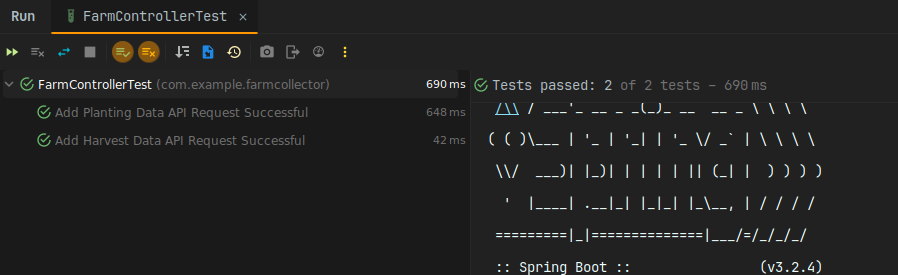 Run FarmControllerTest ×
FarmControllerTest (com.example.farmcollector) 690 ms
Add Planting Data API Request Successful 648 ms
Add Harvest Data API Request Successful 42 ms
Tests passed: 2 of 2 tests – 690 ms
/\\ / ___'_ __ _ _(_)_ __  __ _ \ \ \ \
( ( )\___ | '_ | '_| | '_ \/ _` | \ \ \ \
\\/  ___)| |_)| | | | | || (_| |  ) ) ) )
'  |____| .__|_| |_|_| |_\__, | / / / /
=========|_|==============|___/=/_/_/_/
:: Spring Boot ::                (v3.2.4)